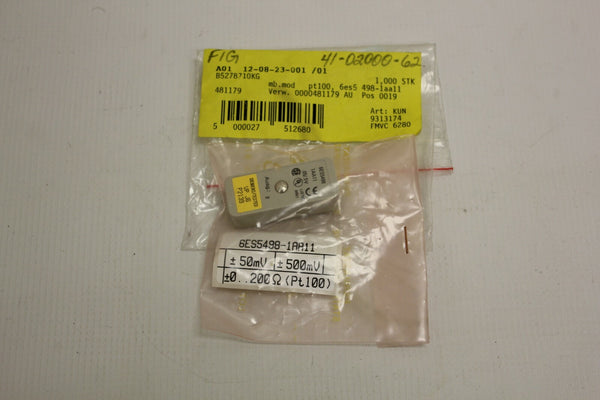 FIG 41-02000-62
A01 12-08-23-001 /01
B5278710KG 1,000 STK
mb.mod pt100, 6es5 498-1aa11
481179 Verw. 0000481179 AU Pos 0019
Art: KUN
9313174
FMVC 6280
5 000027 512680
CE
6ES5498-1AA11
±50mV ±500mV
±0..200Ω(Pt100)